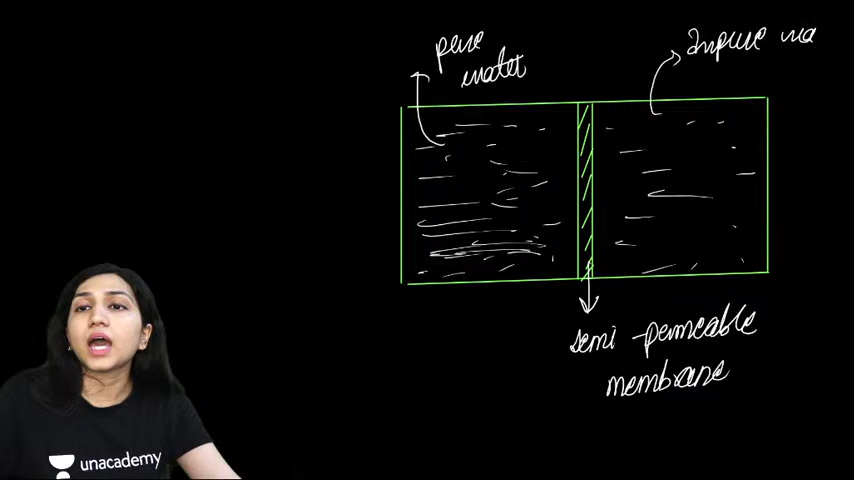 pure
water
Impure wa
semi-permeable
membrane
unacademy